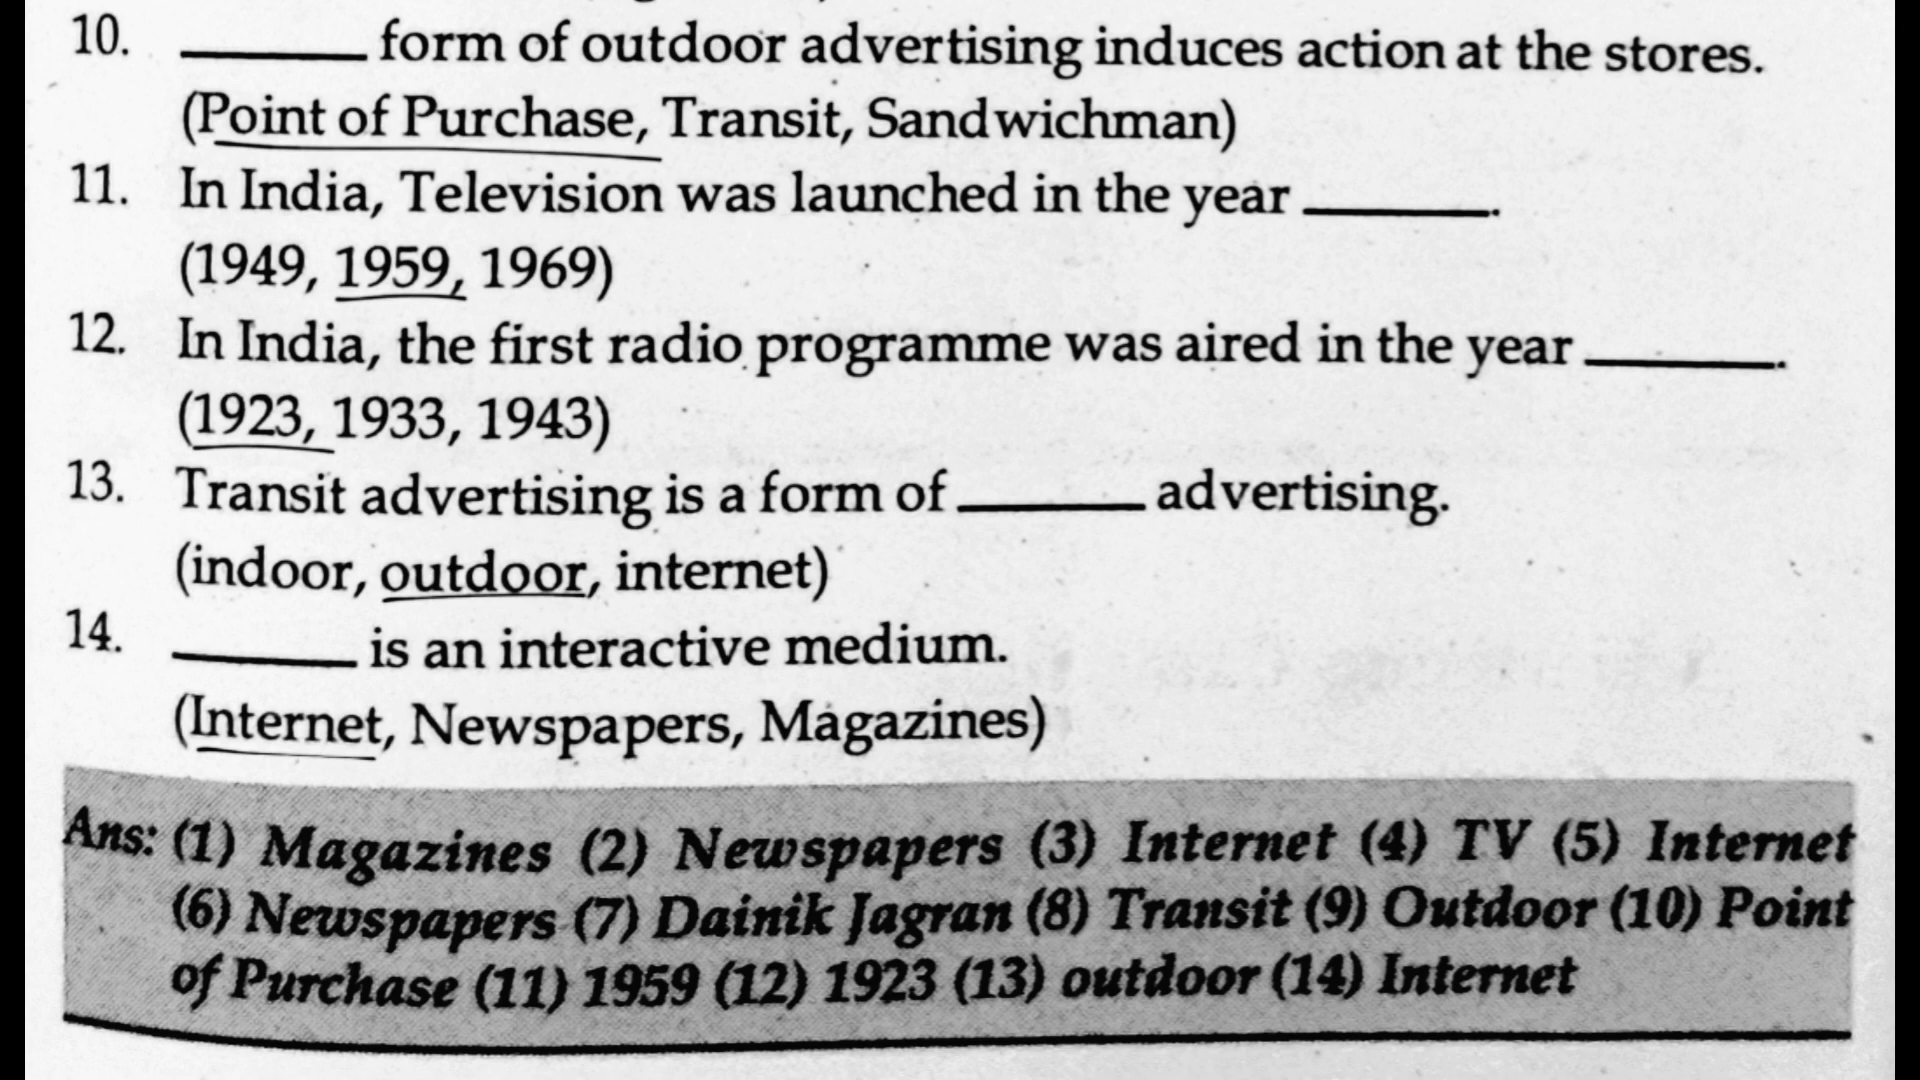 10. ______ form of outdoor advertising induces action at the stores.
(Point of Purchase, Transit, Sandwichman)
11. In India, Television was launched in the year ______.
(1949, 1959, 1969)
12. In India, the first radio programme was aired in the year ______.
(1923, 1933, 1943)
13. Transit advertising is a form of ______ advertising.
(indoor, outdoor, internet)
14. ______ is an interactive medium.
(Internet, Newspapers, Magazines)
Ans: (1) Magazines (2) Newspapers (3) Internet (4) TV (5) Internet
(6) Newspapers (7) Dainik Jagran (8) Transit (9) Outdoor (10) Point
of Purchase (11) 1959 (12) 1923 (13) outdoor (14) Internet